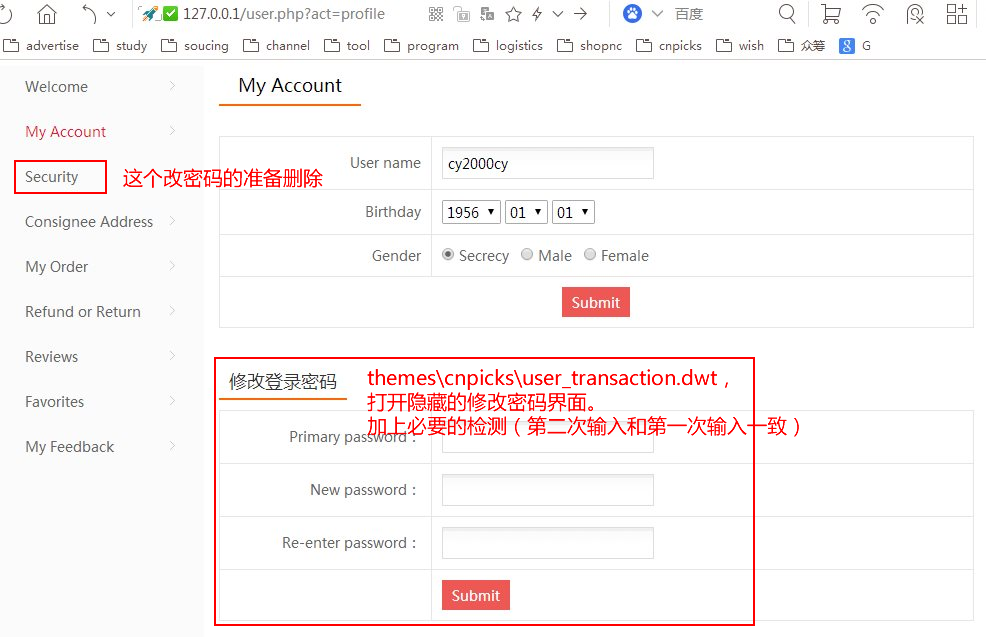 127.0.0.1/user.php?act=profile
百度
advertise study soucing channel tool program logistics shopnc cnpicks wish 众筹 8 G
Welcome
My Account
Security
这个改密码的准备删除
Consignee Address
My Order
Refund or Return
Reviews
Favorites
My Feedback
My Account
User name cy2000cy
Birthday 1956 ▼ 01 ▼ 01 ▼
Gender Secrecy Male Female
Submit
修改登录密码
themes\cnpicks\user_transaction.dwt，
打开隐藏的修改密码界面。
加上必要的检测（第二次输入和第一次输入一致）
Primary password：
New password：
Re-enter password：
Submit